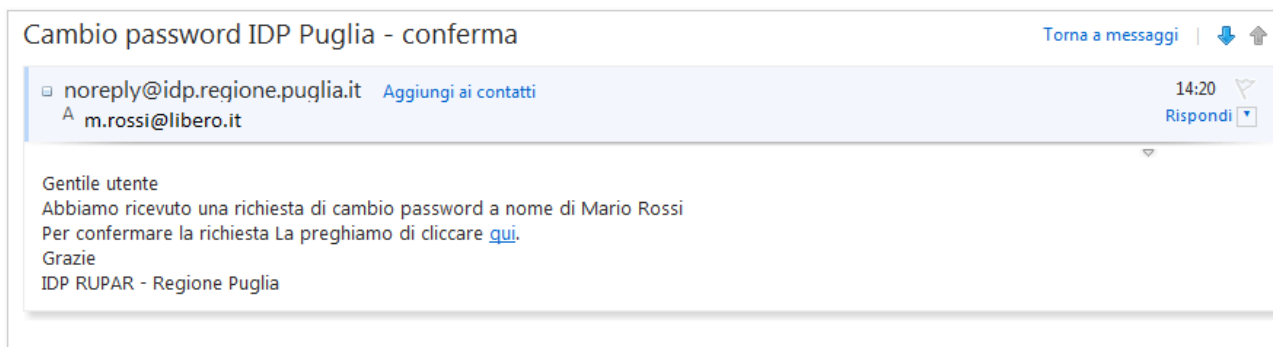 Cambio password IDP Puglia - conferma
Torna a messaggi |
noreply@idp.regione.puglia.it Aggiungi ai contatti
14:20
A m.rossi@libero.it
Rispondi
Gentile utente
Abbiamo ricevuto una richiesta di cambio password a nome di Mario Rossi
Per confermare la richiesta La preghiamo di cliccare qui.
Grazie
IDP RUPAR - Regione Puglia